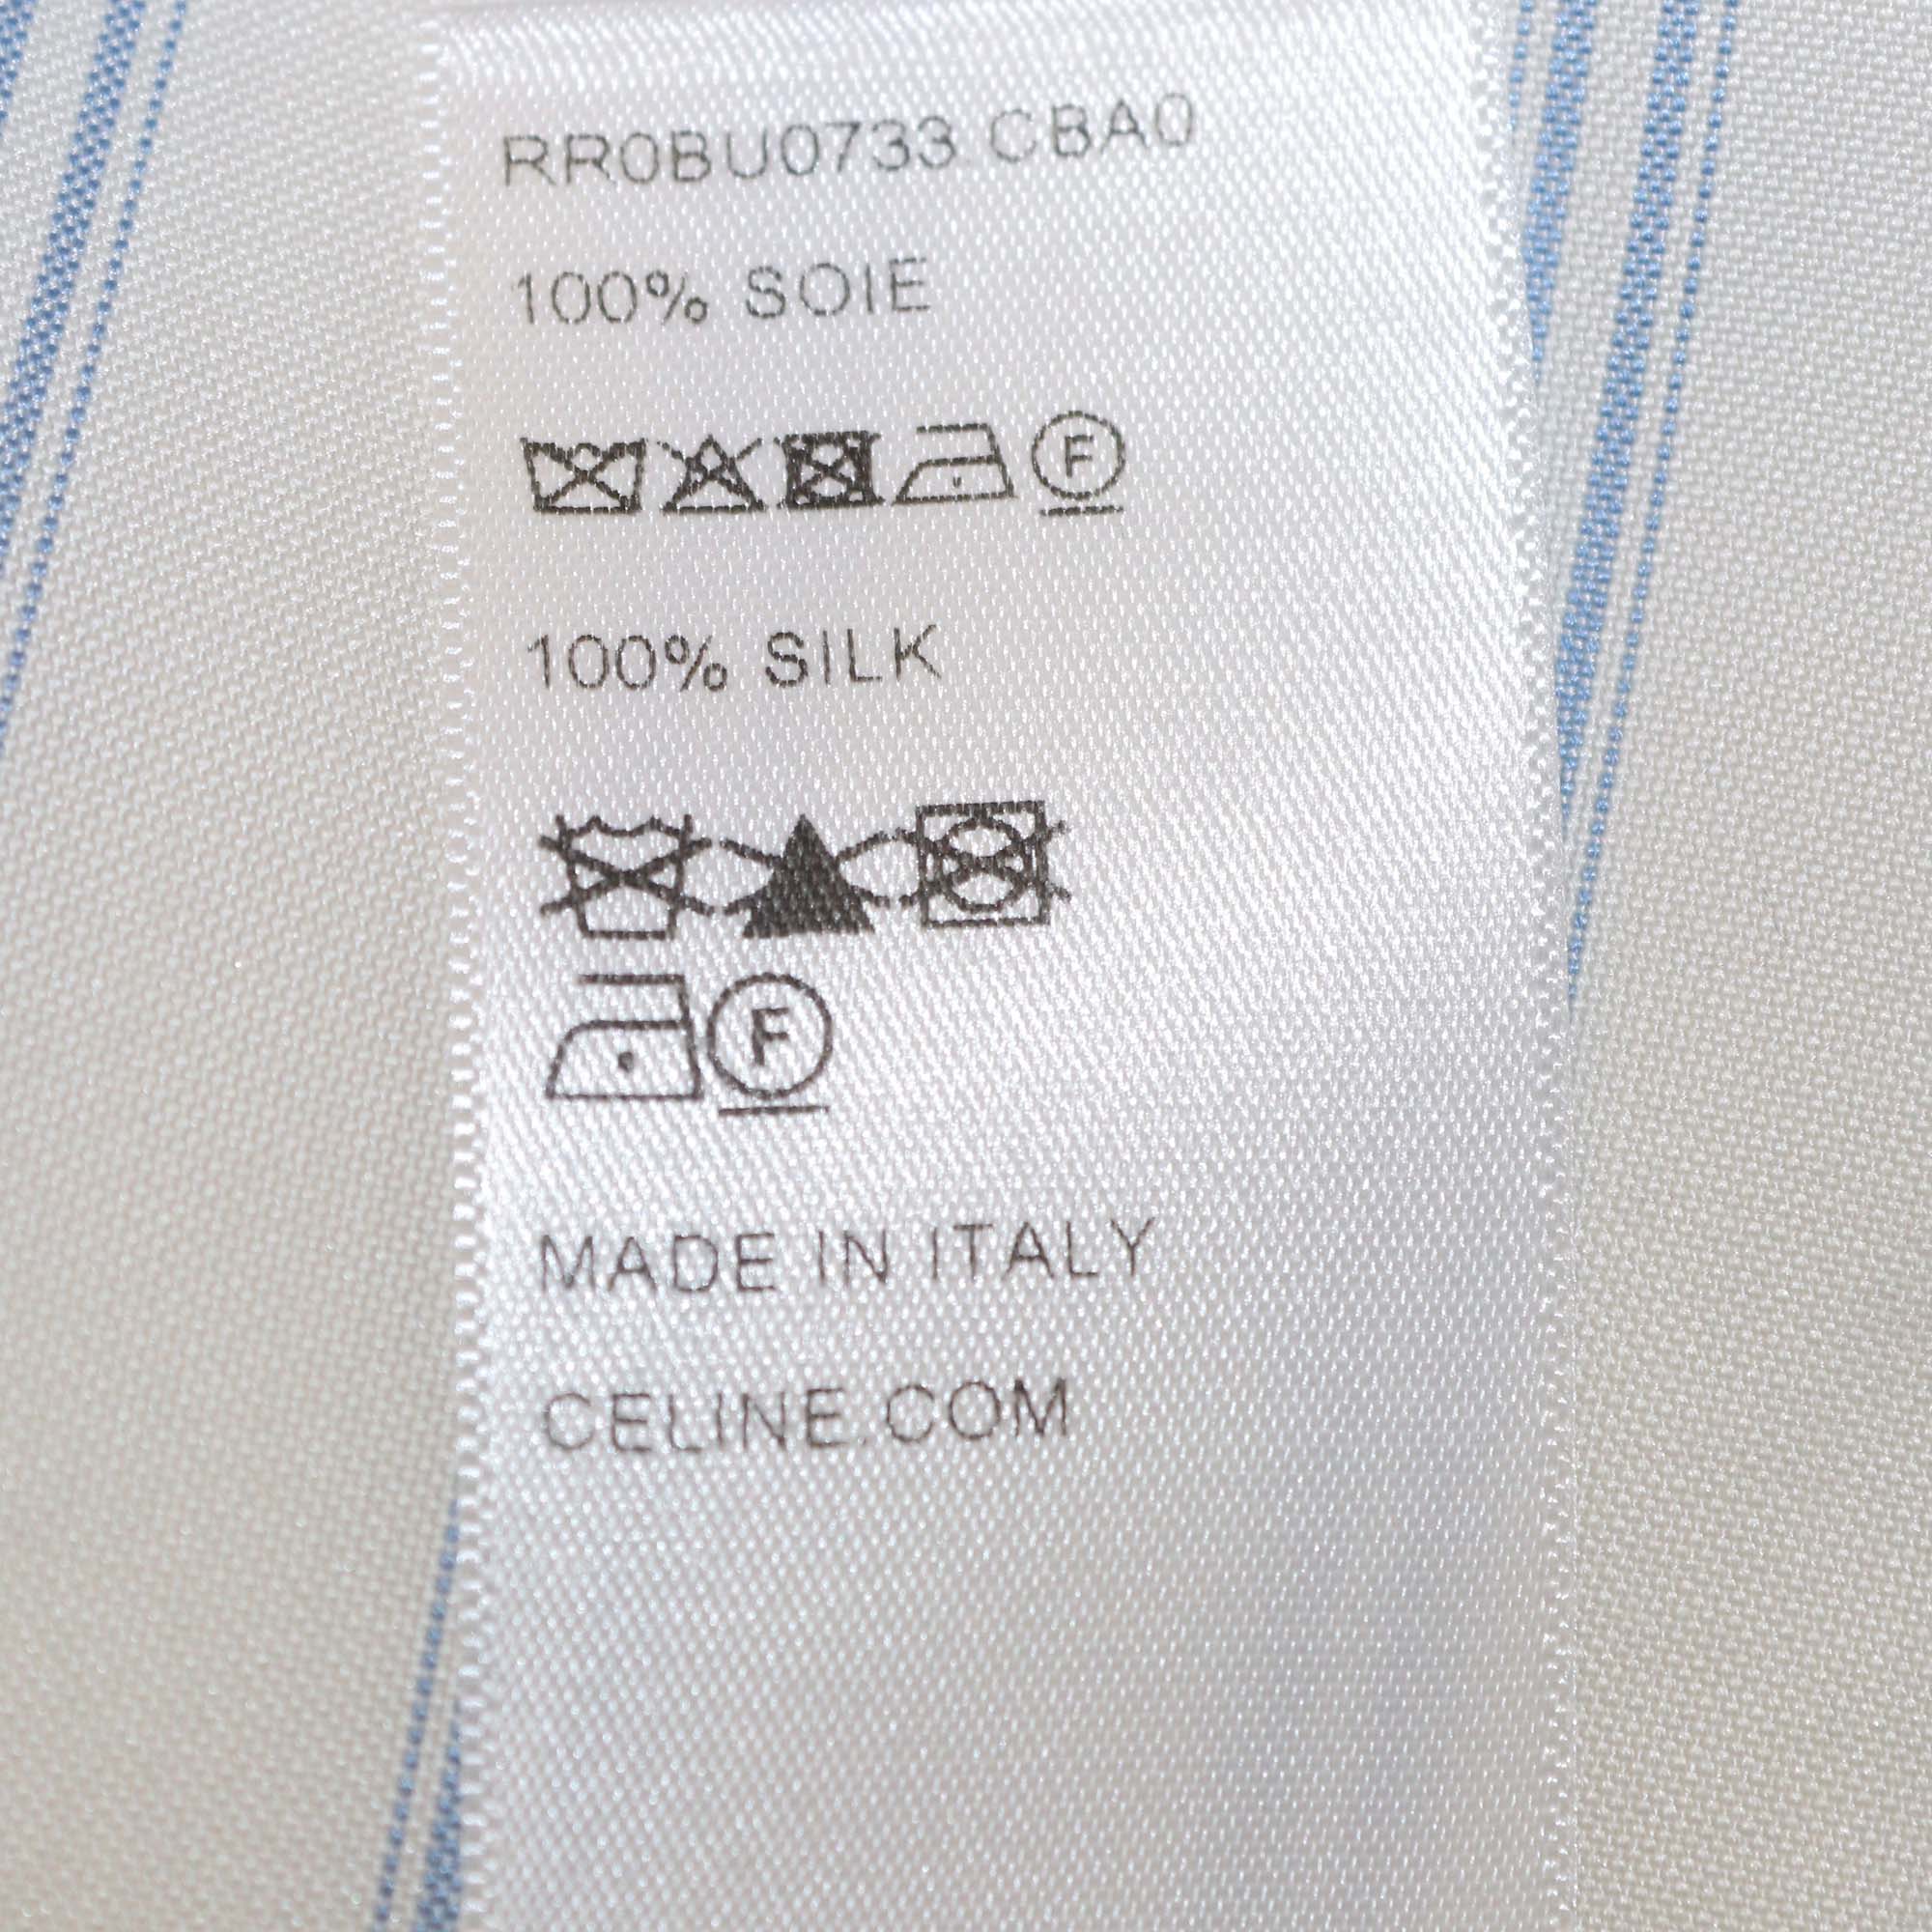 RR0BU0733.CBA0
100% SOIE
F
100% SILK
F
MADE IN ITALY
CELINE.COM